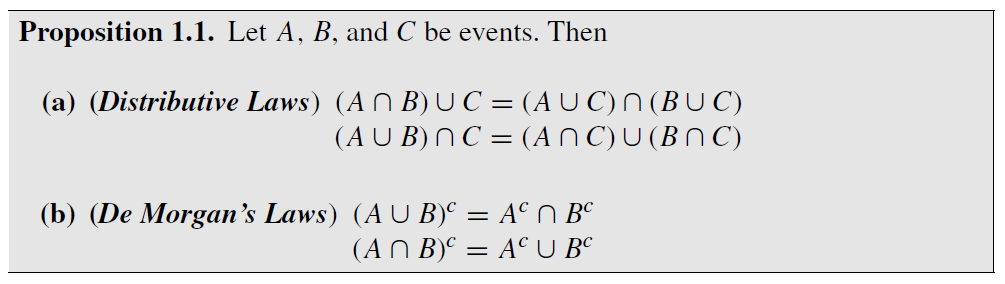 Proposition 1.1. Let A, B, and C be events. Then
(a) (Distributive Laws) (A ∩ B) ∪ C = (A ∪ C) ∩ (B ∪ C)
(A ∪ B) ∩ C = (A ∩ C) ∪ (B ∩ C)
(b) (De Morgan's Laws) (A ∪ B)ᶜ = Aᶜ ∩ Bᶜ
(A ∩ B)ᶜ = Aᶜ ∪ Bᶜ